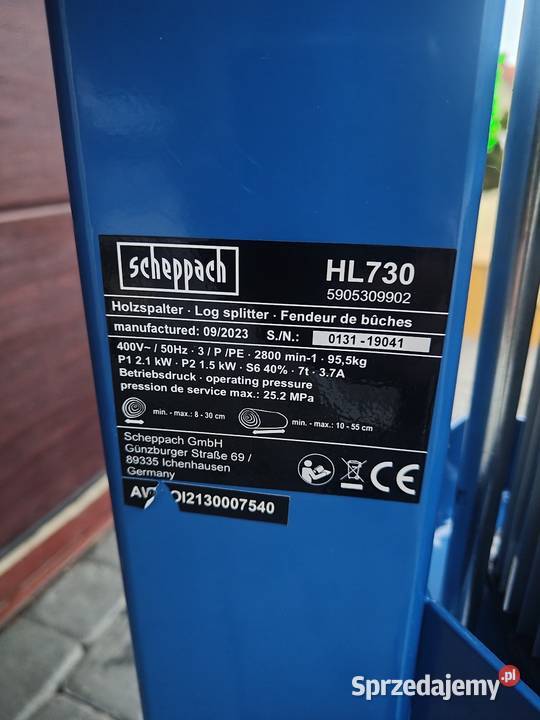 scheppach
HL730
5905309902
Holzspalter · Log splitter · Fendeur de bûches
manufactured: 09/2023 S./N.: 0131 - 19041
400V~ / 50Hz · 3 / P /PE · 2800 min-1 · 95,5kg
P1 2.1 kW · P2 1.5 kW · S6 40% · 7t · 3.7A
Betriebsdruck · operating pressure
pression de service max.: 25.2 MPa
min. - max.: 8 - 30 cm
min. - max.: 10 - 55 cm
Scheppach GmbH
Günzburger Straße 69 /
89335 Ichenhausen
Germany
CE
OI2130007540
Sprzedajemy.pl